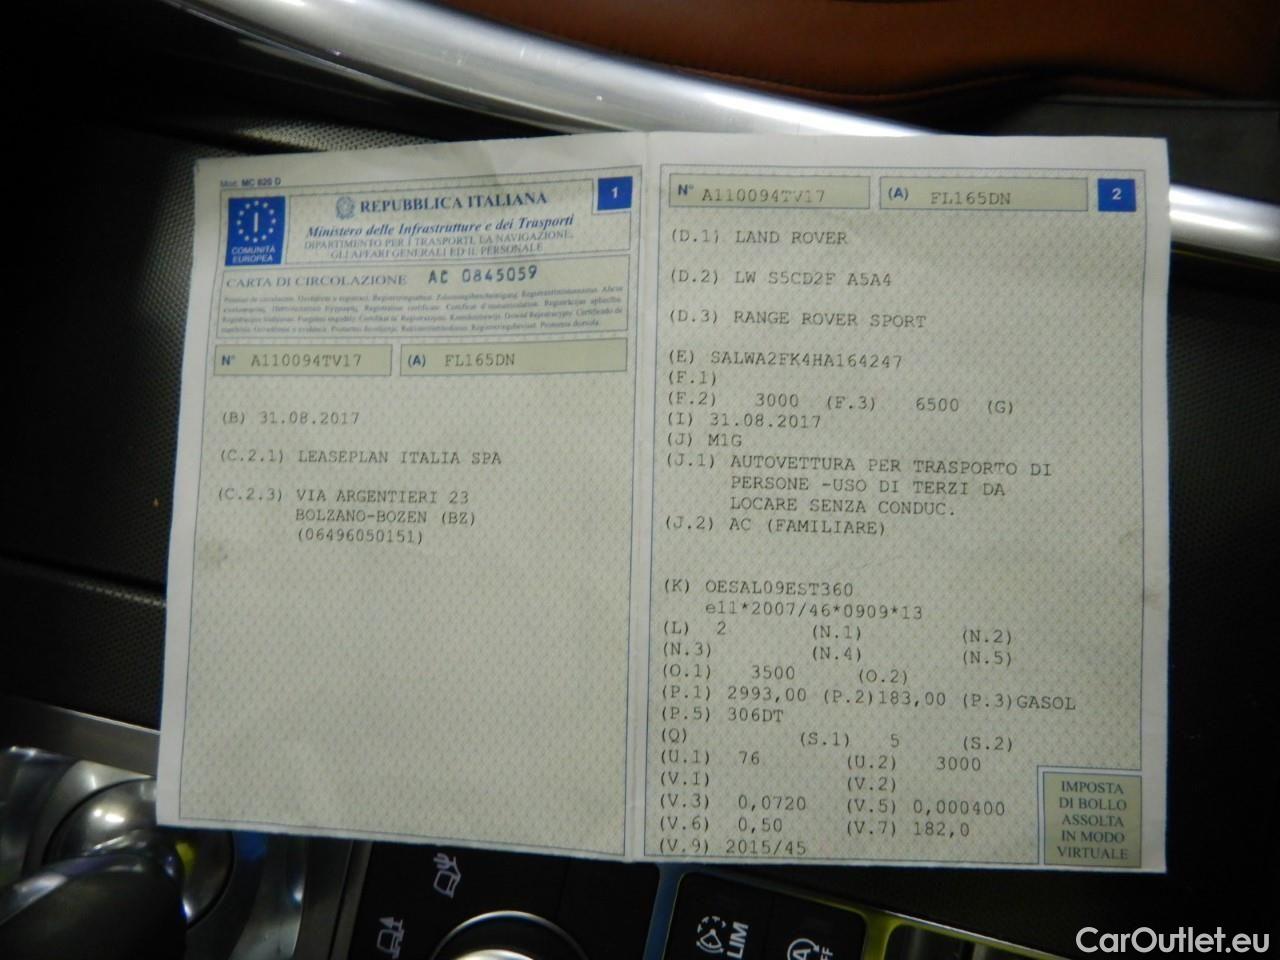 Mod. MC 820 D
1
COMUNITÀ
EUROPEA
REPUBBLICA ITALIANA
Ministero delle Infrastrutture e dei Trasporti
DIPARTIMENTO PER I TRASPORTI, LA NAVIGAZIONE,
GLI AFFARI GENERALI ED IL PERSONALE
CARTA DI CIRCOLAZIONE AC 0845059
N° A110094TV17 (A) FL165DN
(B) 31.08.2017
(C.2.1) LEASEPLAN ITALIA SPA
(C.2.3) VIA ARGENTIERI 23
BOLZANO-BOZEN (BZ)
(06496050151)
N° A110094TV17 (A) FL165DN 2
(D.1) LAND ROVER
(D.2) LW S5CD2F A5A4
(D.3) RANGE ROVER SPORT
(E) SALWA2FK4HA164247
(F.1)
(F.2) 3000 (F.3) 6500 (G)
(I) 31.08.2017
(J) M1G
(J.1) AUTOVETTURA PER TRASPORTO DI
PERSONE -USO DI TERZI DA
LOCARE SENZA CONDUC.
(J.2) AC (FAMILIARE)
(K) OESAL09EST360
e11*2007/46*0909*13
(L) 2 (N.1) (N.2)
(N.3) (N.4) (N.5)
(O.1) 3500 (O.2)
(P.1) 2993,00 (P.2)183,00 (P.3)GASOL
(P.5) 306DT
(Q) (S.1) 5 (S.2)
(U.1) 76 (U.2) 3000
(V.1) (V.2)
(V.3) 0,0720 (V.5) 0,000400
(V.6) 0,50 (V.7) 182,0
(V.9) 2015/45
IMPOSTA
DI BOLLO
ASSOLTA
IN MODO
VIRTUALE
LIM
CarOutlet.eu